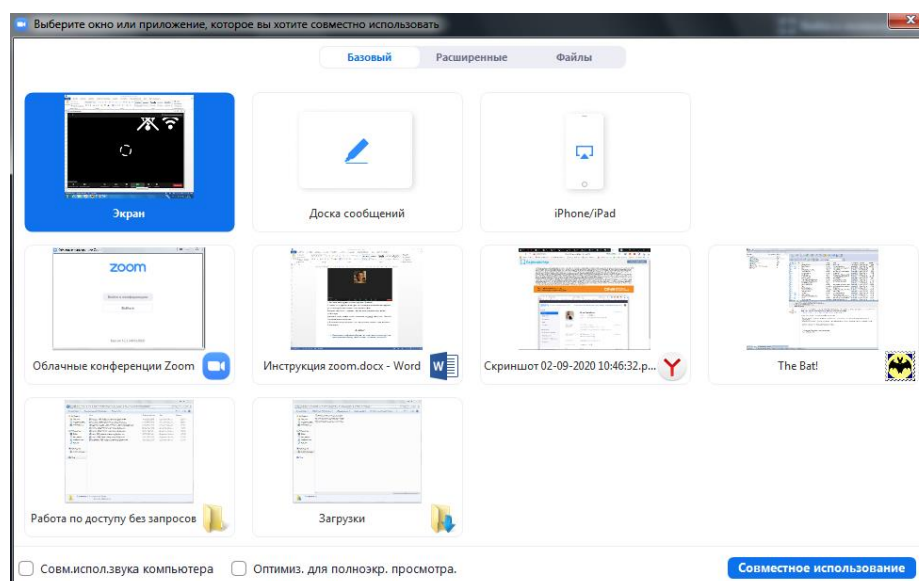 Выберите окно или приложение, которое вы хотите совместно использовать
Базовый Расширенные Файлы
Экран Доска сообщений iPhone/iPad
zoom
Облачные конференции Zoom Инструкция zoom.docx - Word Скриншот 02-09-2020 10:46:32.p... The Bat!
Работа по доступу без запросов Загрузки
Совм.испол.звука компьютера Оптимиз. для полноэкр. просмотра. Совместное использование